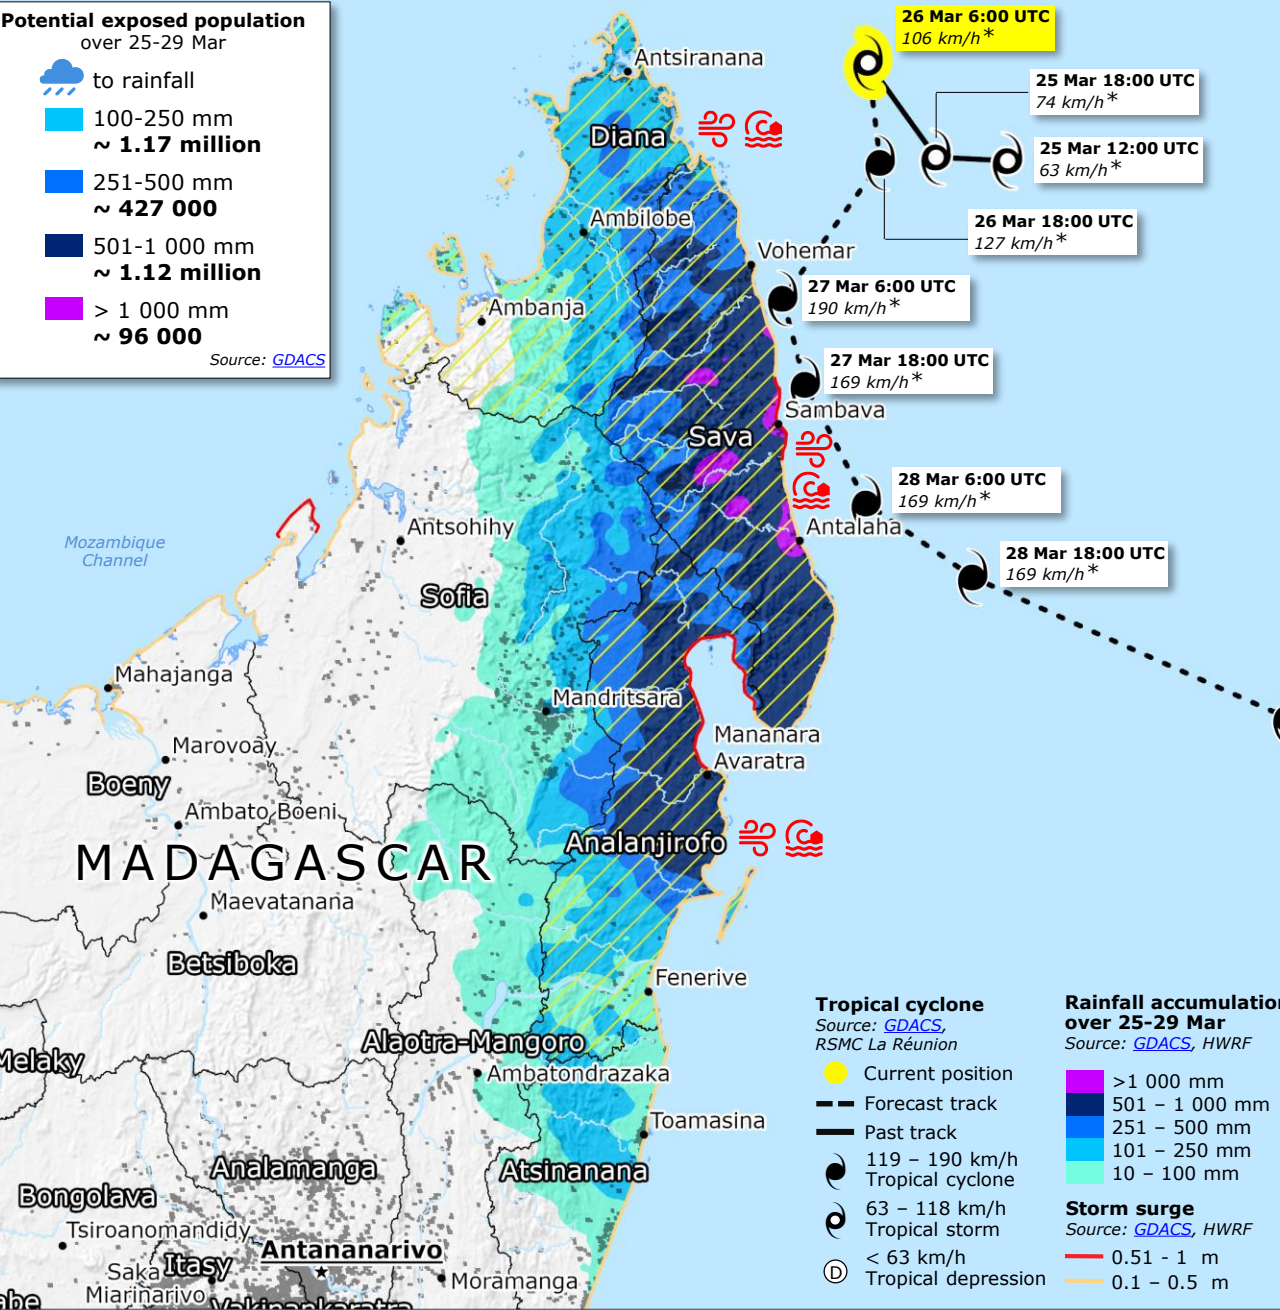 Potential exposed population
over 25-29 Mar
to rainfall
100-250 mm
~ 1.17 million
251-500 mm
~ 427 000
501-1 000 mm
~ 1.12 million
> 1 000 mm
~ 96 000
Source: GDACS
26 Mar 6:00 UTC
106 km/h*
25 Mar 18:00 UTC
74 km/h*
25 Mar 12:00 UTC
63 km/h*
26 Mar 18:00 UTC
127 km/h*
27 Mar 6:00 UTC
190 km/h*
27 Mar 18:00 UTC
169 km/h*
28 Mar 6:00 UTC
169 km/h*
28 Mar 18:00 UTC
169 km/h*
Antsiranana
Diana
Ambilobe
Vohemar
Ambanja
Sambava
Sava
Antalaha
Antsohihy
Mozambique
Channel
Sofia
Mahajanga
Mandritsara
Mananara
Avaratra
Marovoay
Boeny
Ambato Boeni
Analanjirofo
MADAGASCAR
Maevatanana
Betsiboka
Fenerive
Alaotra-Mangoro
Melaky
Ambatondrazaka
Toamasina
Analamanga
Atsinanana
Bongolava
Tsiroanomandidy
Antananarivo
Itasy
Saka
Miarinarivo
Moramanga
Vakinankaratra
Tropical cyclone
Source: GDACS,
RSMC La Réunion
Current position
Forecast track
Past track
119 – 190 km/h
Tropical cyclone
63 – 118 km/h
Tropical storm
D
< 63 km/h
Tropical depression
Rainfall accumulation
over 25-29 Mar
Source: GDACS, HWRF
>1 000 mm
501 – 1 000 mm
251 – 500 mm
101 – 250 mm
10 – 100 mm
Storm surge
Source: GDACS, HWRF
0.51 - 1 m
0.1 – 0.5 m